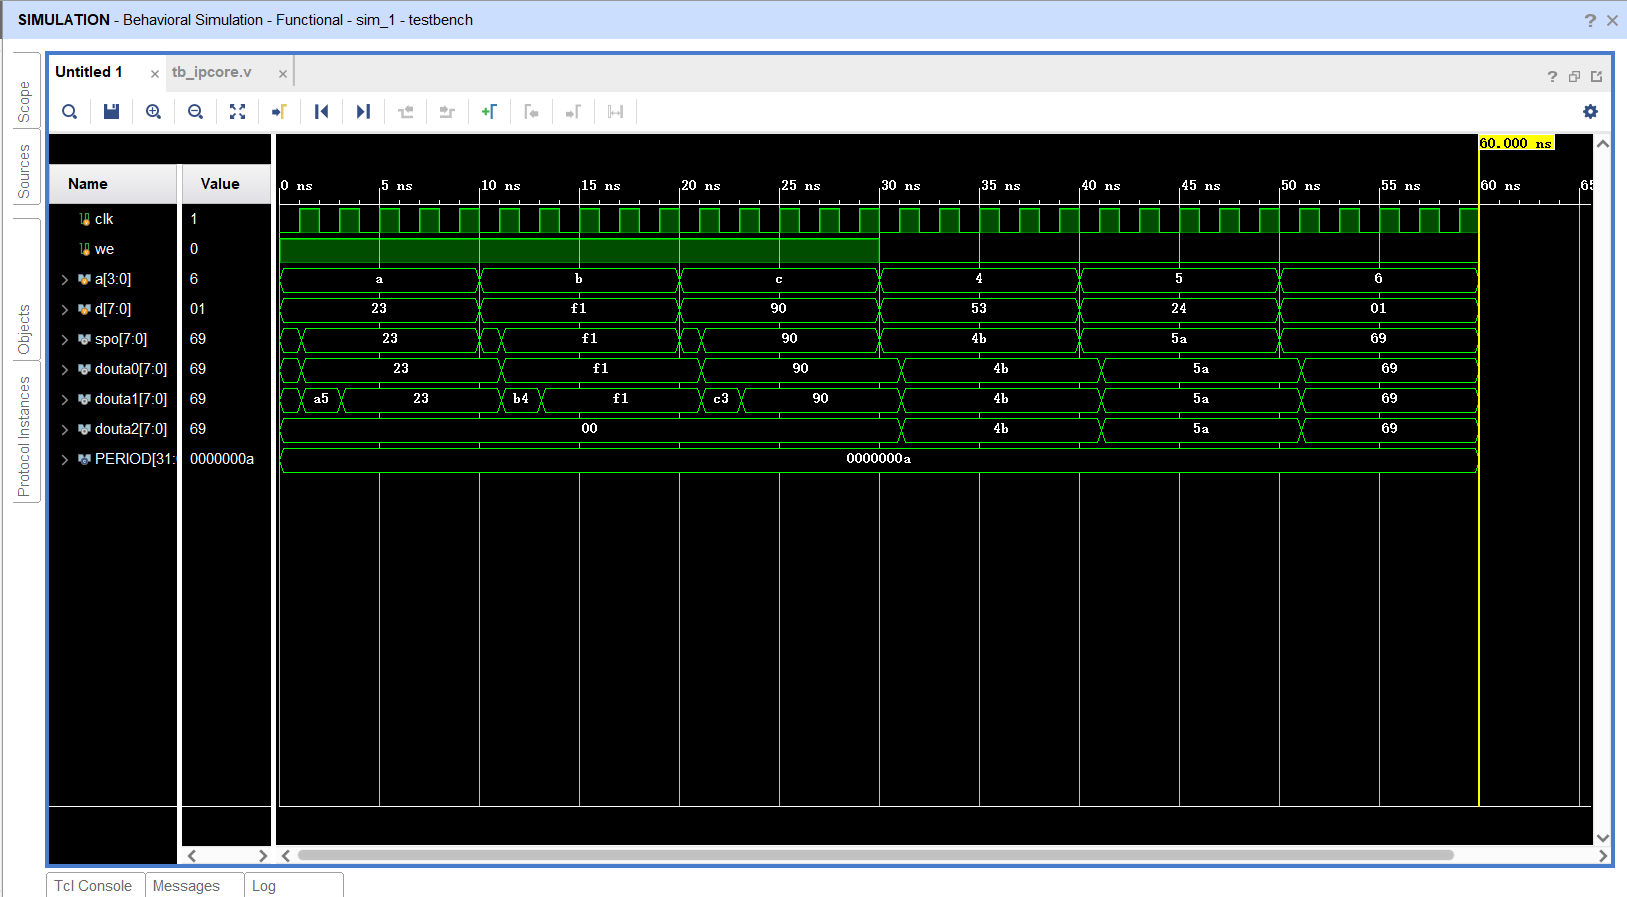 SIMULATION - Behavioral Simulation - Functional - sim_1 - testbench
Scope
Sources
Objects
Protocol Instances
Untitled 1
tb_ipcore.v
60.000 ns
Name Value
0 ns 5 ns 10 ns 15 ns 20 ns 25 ns 30 ns 35 ns 40 ns 45 ns 50 ns 55 ns 60 ns 65
clk 1
we 0
a[3:0] 6 a b c 4 5 6
d[7:0] 01 23 f1 90 53 24 01
spo[7:0] 69 23 f1 90 4b 5a 69
douta0[7:0] 69 23 f1 90 4b 5a 69
douta1[7:0] 69 a5 23 b4 f1 c3 90 4b 5a 69
douta2[7:0] 69 00 4b 5a 69
PERIOD[31: 0000000a 0000000a
Tcl Console Messages Log